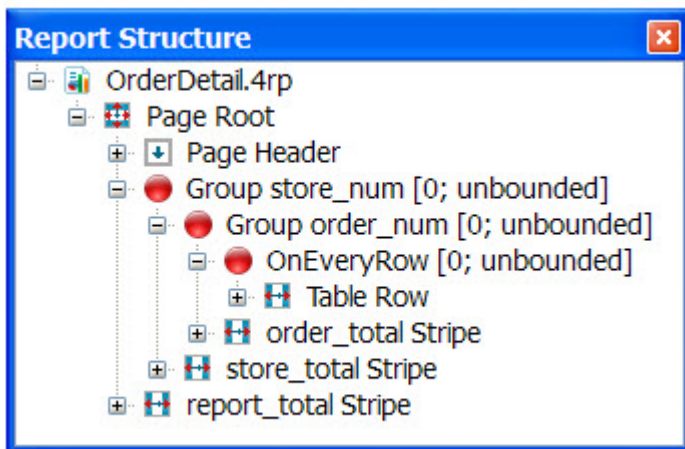 Report Structure
OrderDetail.4rp
Page Root
Page Header
Group store_num [0; unbounded]
Group order_num [0; unbounded]
OnEveryRow [0; unbounded]
Table Row
order_total Stripe
store_total Stripe
report_total Stripe